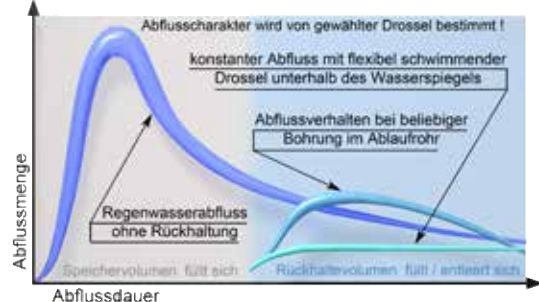 Abflusscharakter wird von gewählter Drossel bestimmt !
konstanter Abfluss mit flexibel schwimmender
Drossel unterhalb des Wasserspiegels
Abflussverhalten bei beliebiger
Bohrung im Ablaufrohr
Regenwasserabfluss
ohne Rückhaltung
Abflussmenge
Speichervolumen füllt sich
Rückhaltevolumen füllt / entleert sich
Abflussdauer